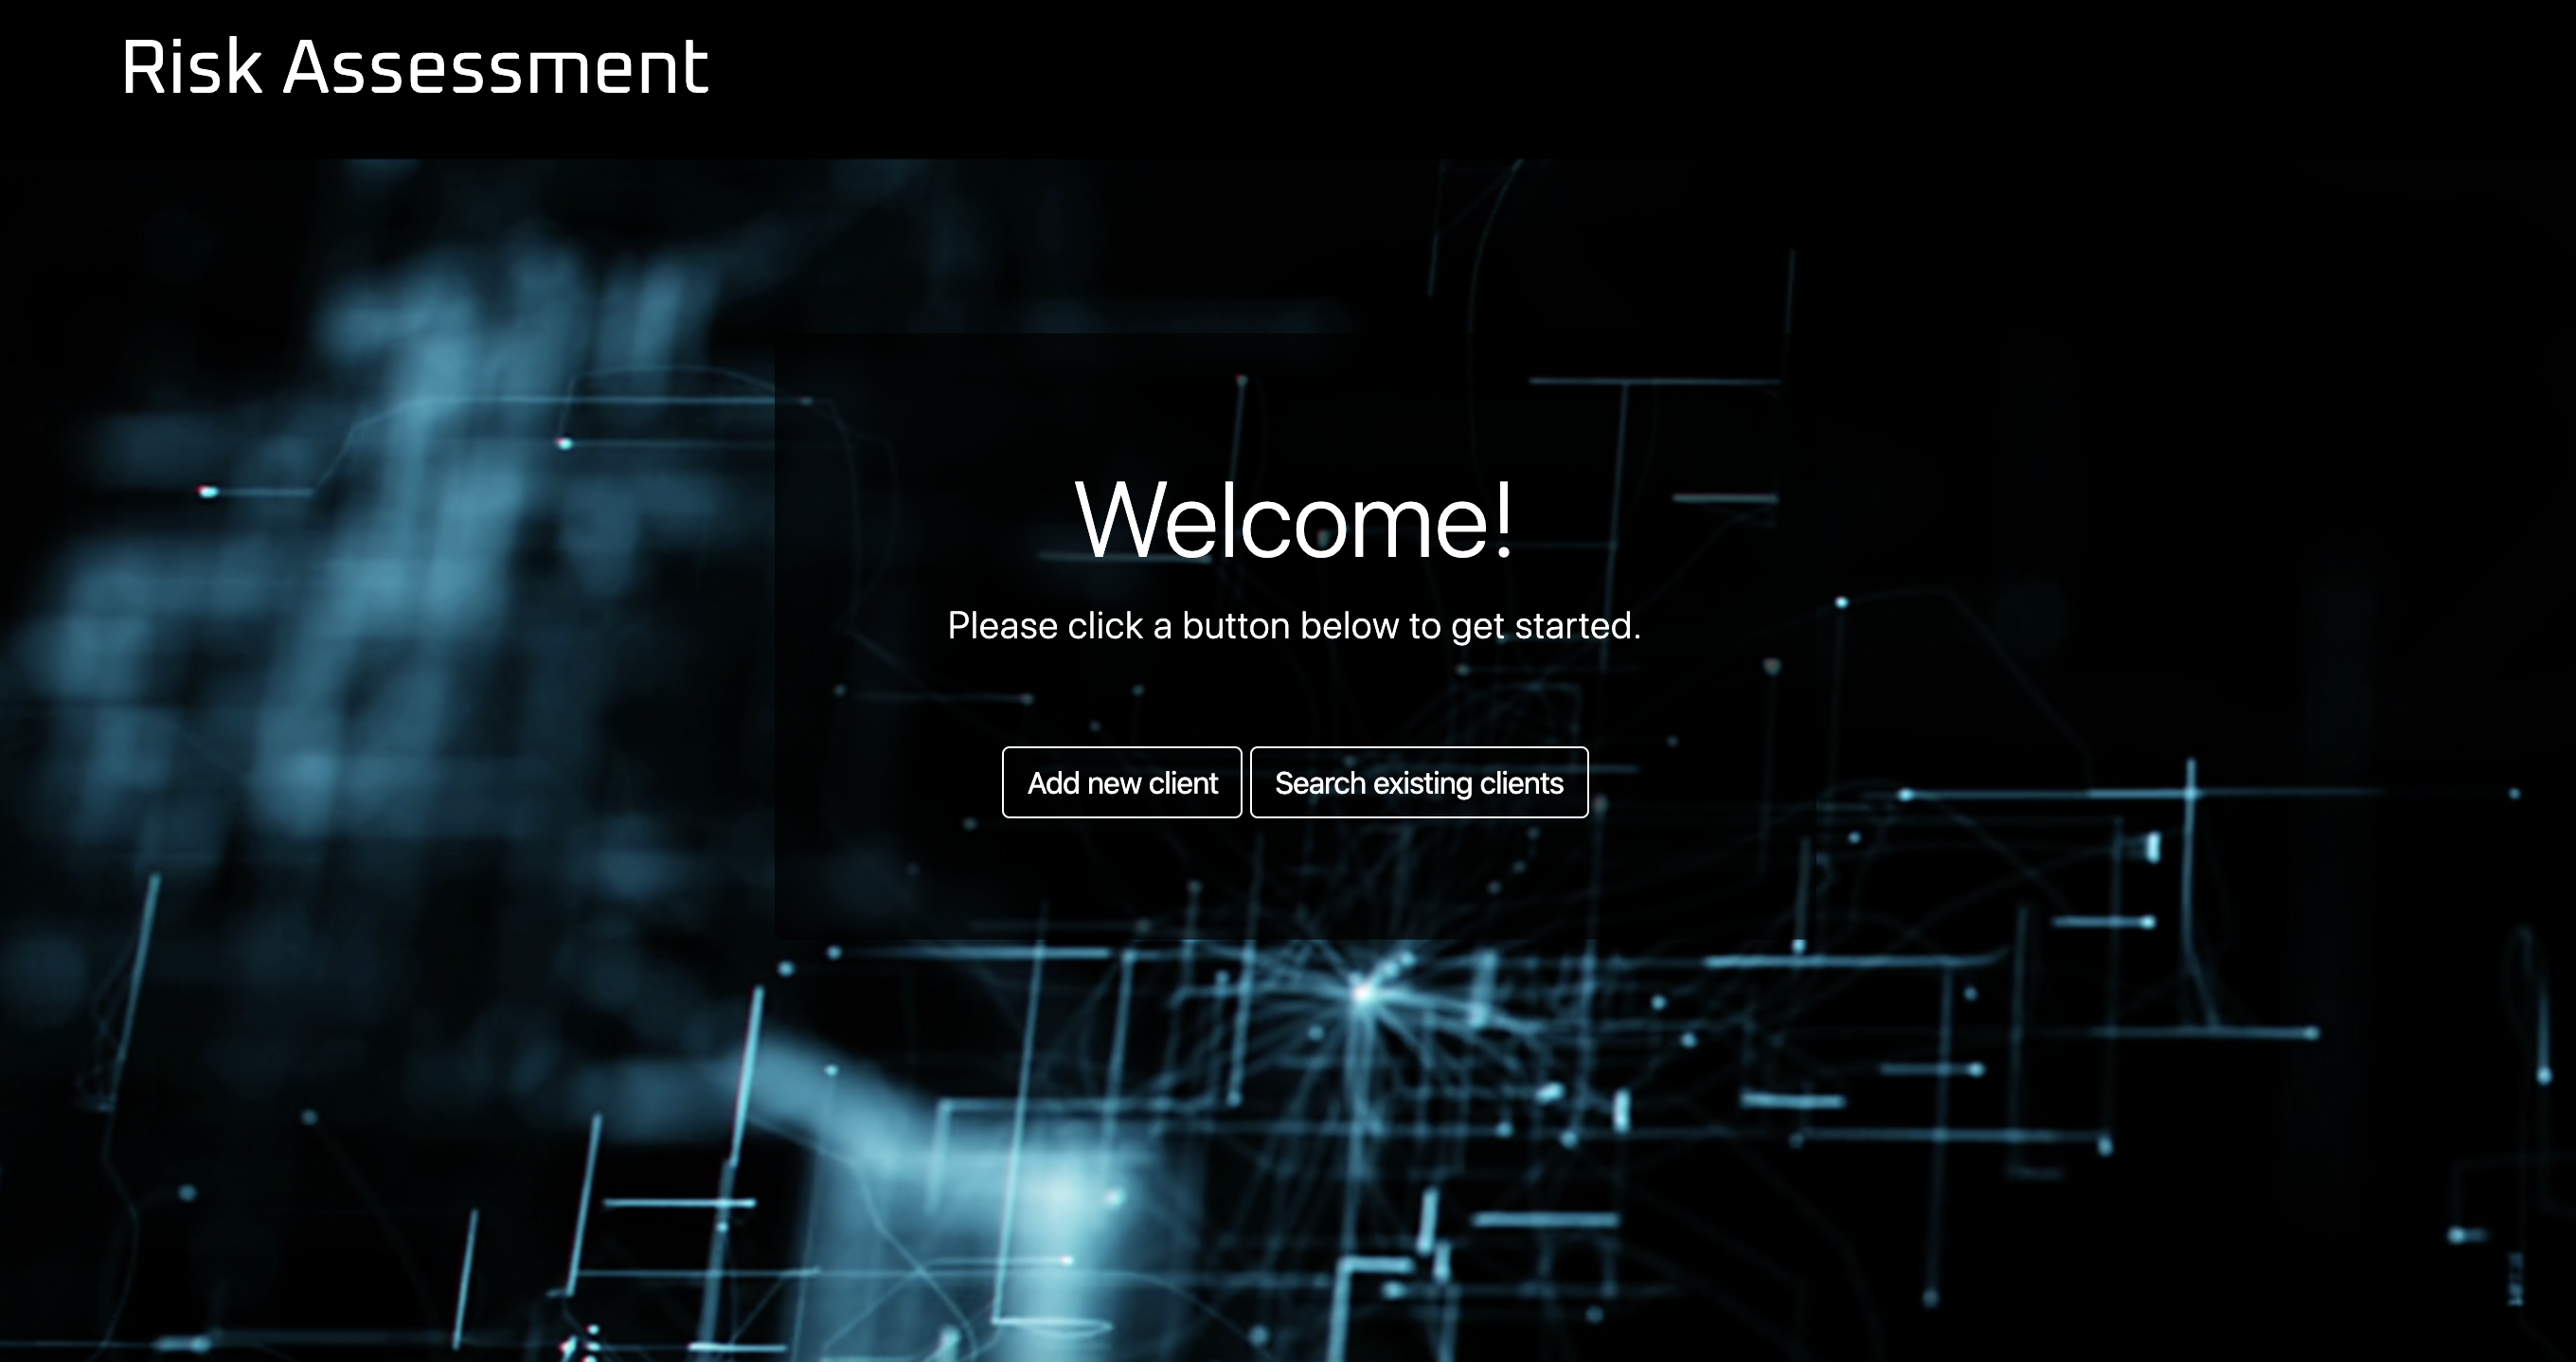 Risk Assessment
Welcome!
Please click a button below to get started.
Add new client
Search existing clients